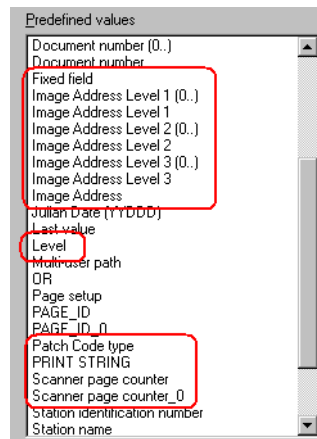 Predefined values
Document number (0..)
Document number
Fixed field
Image Address Level 1 (0..)
Image Address Level 1
Image Address Level 2 (0..)
Image Address Level 2
Image Address Level 3 (0..)
Image Address Level 3
Image Address
Julian Date (YYDDD)
Last value
Level
Multi-user path
OR
Page setup
PAGE_ID
PAGE_ID_0
Patch Code type
PRINT STRING
Scanner page counter
Scanner page counter_0
Station identification number
Station name